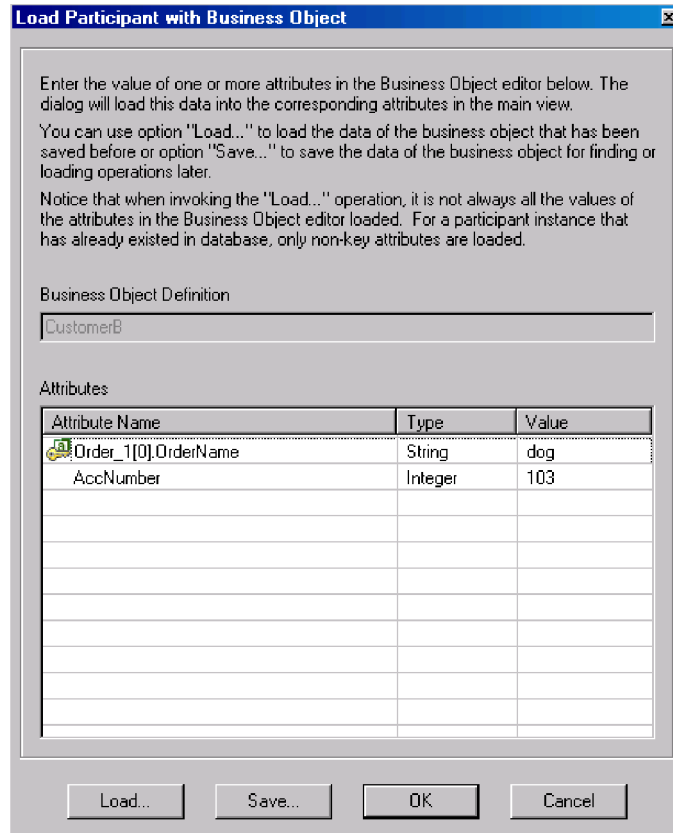 Load Participant with Business Object
Enter the value of one or more attributes in the Business Object editor below. The
dialog will load this data into the corresponding attributes in the main view.
You can use option "Load..." to load the data of the business object that has been
saved before or option "Save..." to save the data of the business object for finding or
loading operations later.
Notice that when invoking the "Load..." operation, it is not always all the values of
the attributes in the Business Object editor loaded. For a participant instance that
has already existed in database, only non-key attributes are loaded.
Business Object Definition
CustomerB
Attributes
Attribute Name Type Value
Order_1[0].OrderName String dog
AccNumber Integer 103
Load... Save... OK Cancel